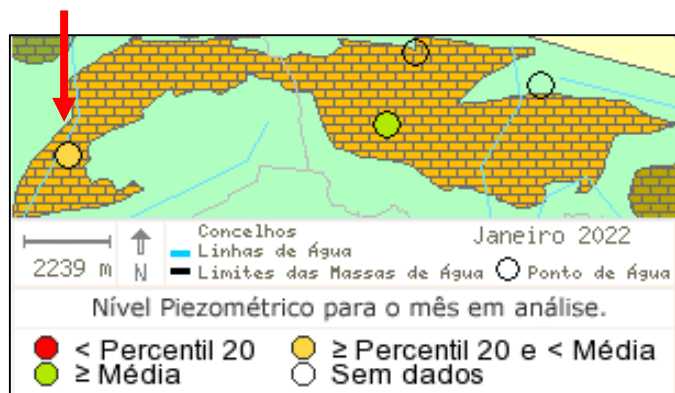 Concelhos
Janeiro 2022
Linhas de Água
2239 m
N
Limites das Massas de Água
Ponto de Água
Nível Piezométrico para o mês em análise.
< Percentil 20
≥ Percentil 20 e < Média
≥ Média
Sem dados